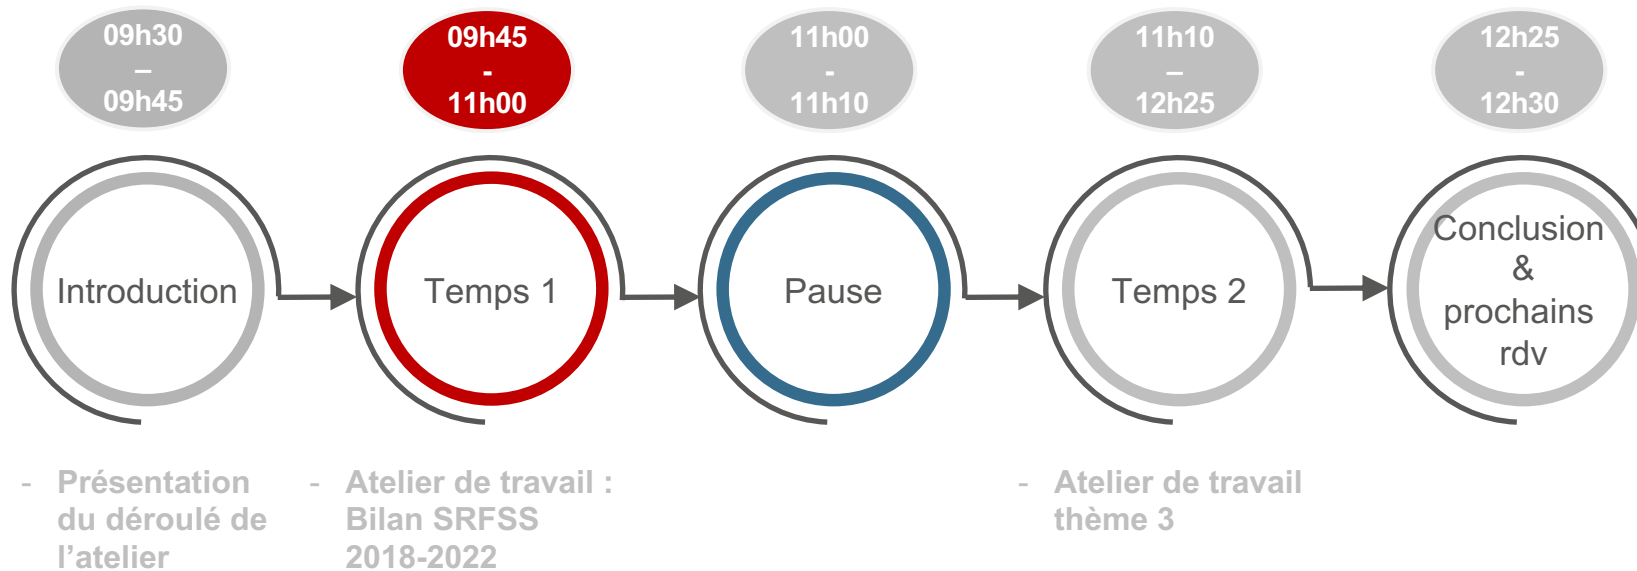 09h30
–
09h45
09h45
-
11h00
11h00
-
11h10
11h10
–
12h25
12h25
-
12h30
Introduction
Temps 1
Pause
Temps 2
Conclusion
&
prochains
rdv
- Présentation
du déroulé de
l’atelier
- Atelier de travail :
Bilan SRFSS
2018-2022
- Atelier de travail
thème 3